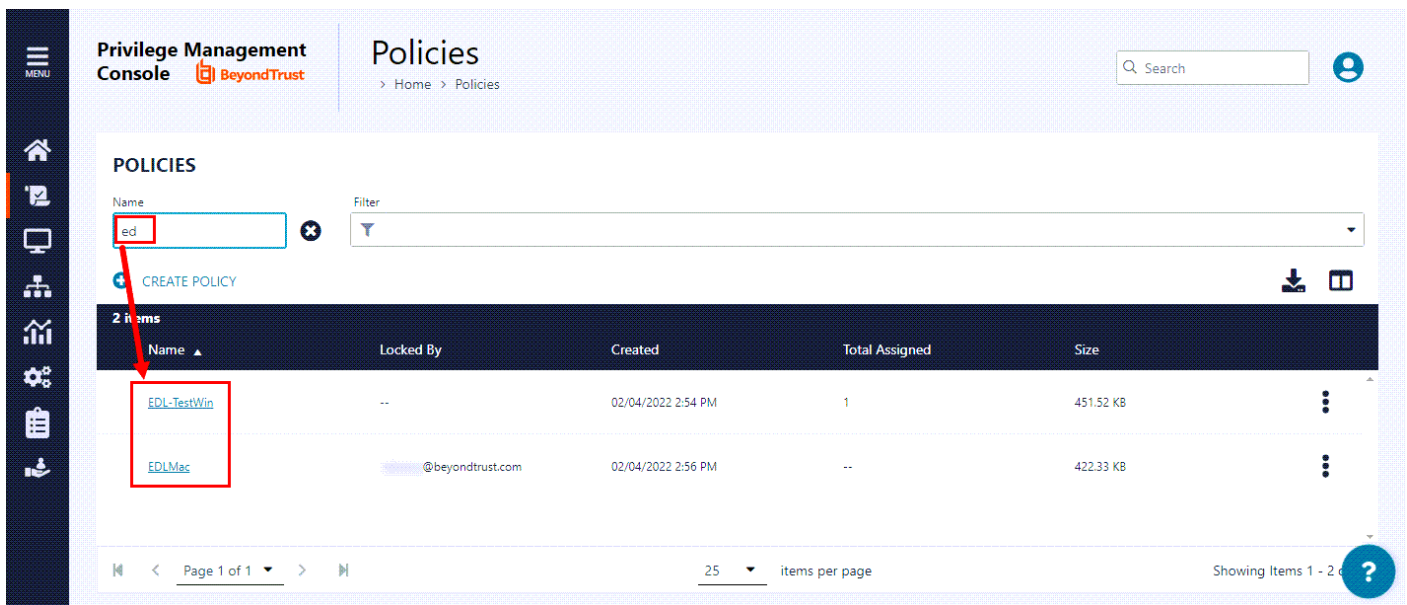 MENU
Privilege Management
Console BeyondTrust
Policies
> Home > Policies
Search
POLICIES
Name
Filter
ed
CREATE POLICY
2 items
Name Locked By Created Total Assigned Size
EDL-TestWin -- 02/04/2022 2:54 PM 1 451.52 KB
EDLMac @beyondtrust.com 02/04/2022 2:56 PM -- 422.33 KB
Page 1 of 1
25 items per page
Showing Items 1 - 2
?